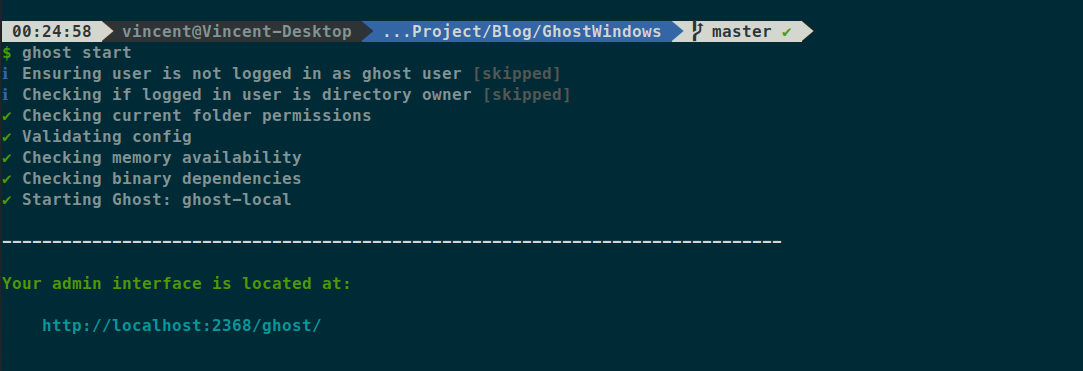 00:24:58 vincent@Vincent-Desktop ...Project/Blog/GhostWindows master ✔
$ ghost start
ℹ Ensuring user is not logged in as ghost user [skipped]
ℹ Checking if logged in user is directory owner [skipped]
✔ Checking current folder permissions
✔ Validating config
✔ Checking memory availability
✔ Checking binary dependencies
✔ Starting Ghost: ghost-local
------------------------------------------------------------------------------
Your admin interface is located at:
http://localhost:2368/ghost/